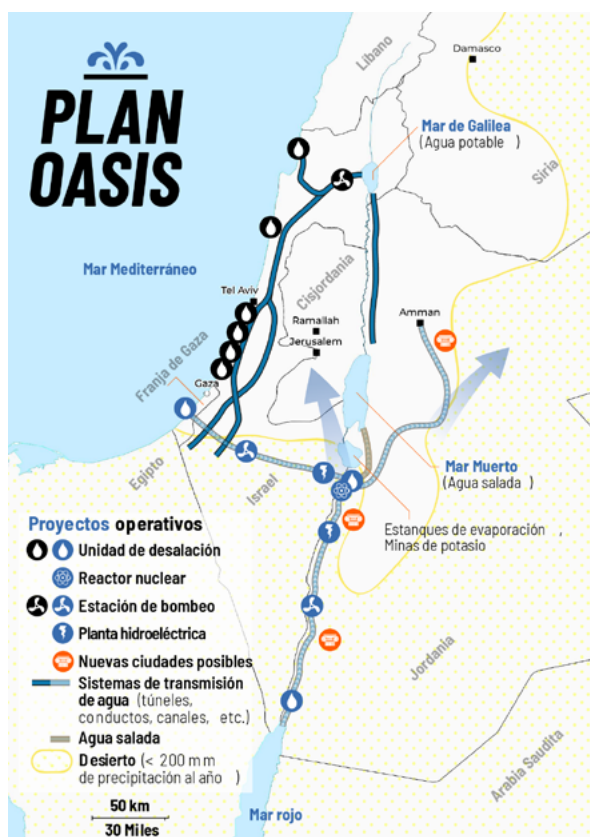 PLAN
OASIS
Líbano
Damasco
Mar de Galilea
(Agua potable )
Siria
Mar Mediterráneo
Tel Aviv
Cisjordania
Ramallah
Jerusalem
Amman
Franja de Gaza
Gaza
Egipto
Israel
Mar Muerto
(Agua salada )
Estanques de evaporación ,
Minas de potasio
Jordania
Arabia Saudita
Mar rojo
Proyectos operativos
Unidad de desalación
Reactor nuclear
Estación de bombeo
Planta hidroeléctrica
Nuevas ciudades posibles
Sistemas de transmisión
de agua (túneles,
conductos, canales, etc.)
Agua salada
Desierto (< 200 mm
de precipitación al año )
50 km
30 Miles